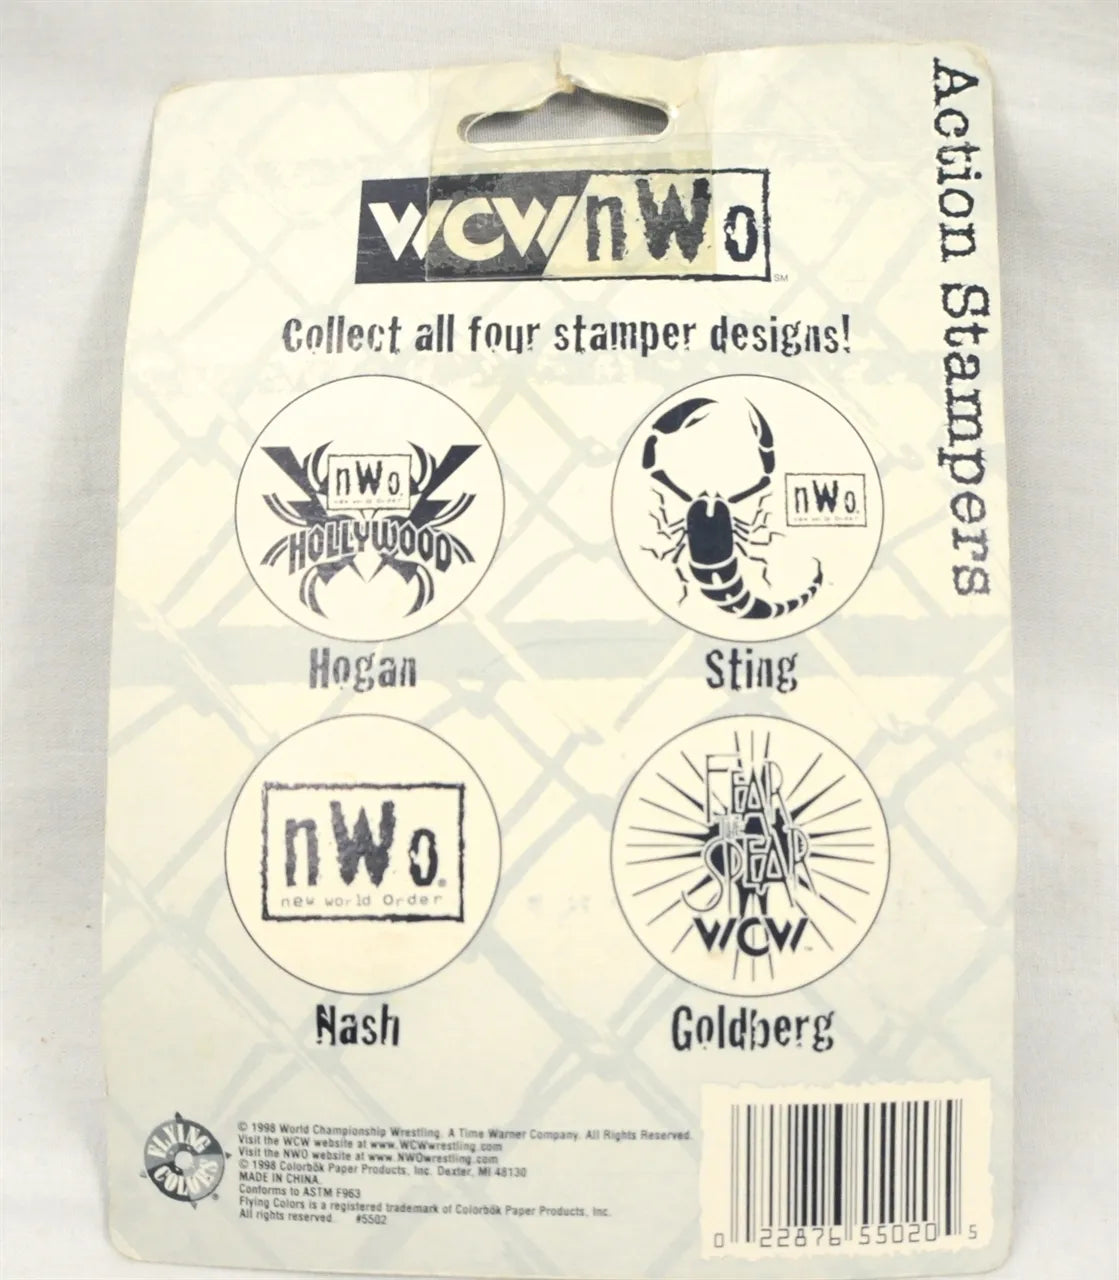 Action Stampers
WCW/nWo
SM
Collect all four stamper designs!
nWo
new world Order
HOLLYWOOD
Hogan
nWo
new world Order
Sting
nWo®
new world Order
Nash
FEAR
THE
SPEAR
WCW™
Goldberg
FLYING
COLORS®
© 1998 World Championship Wrestling. A Time Warner Company. All Rights Reserved.
Visit the WCW website at www.WCWwrestling.com
Visit the NWO website at www.NWOwrestling.com
© 1998 Colorbök Paper Products, Inc. Dexter, MI 48130
MADE IN CHINA.
Conforms to ASTM F963
Flying Colors is a registered trademark of Colorbök Paper Products, Inc.
All rights reserved. #5502
0 22876 55020 5